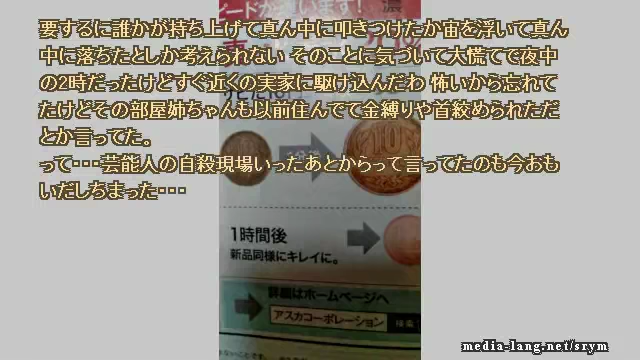 要するに誰かが持ち上げて真ん中に叩きつけたか宙を浮いて真ん
中に落ちたとしか考えられない そのことに気づいて大慌てで夜中
の2時だったけどすぐ近くの実家に駆け込んだわ 怖いから忘れて
たけどその部屋姉ちゃんも以前住んでて金縛りや首絞められただ
とか言ってた。
って・・・芸能人の自殺現場いったあとからって言ってたのも今おも
いだしちまった・・・
10
1時間後
新品同様にキレイに。
詳細はホームページへ
アスカコーポレーション
検索
media-lang.net/srym